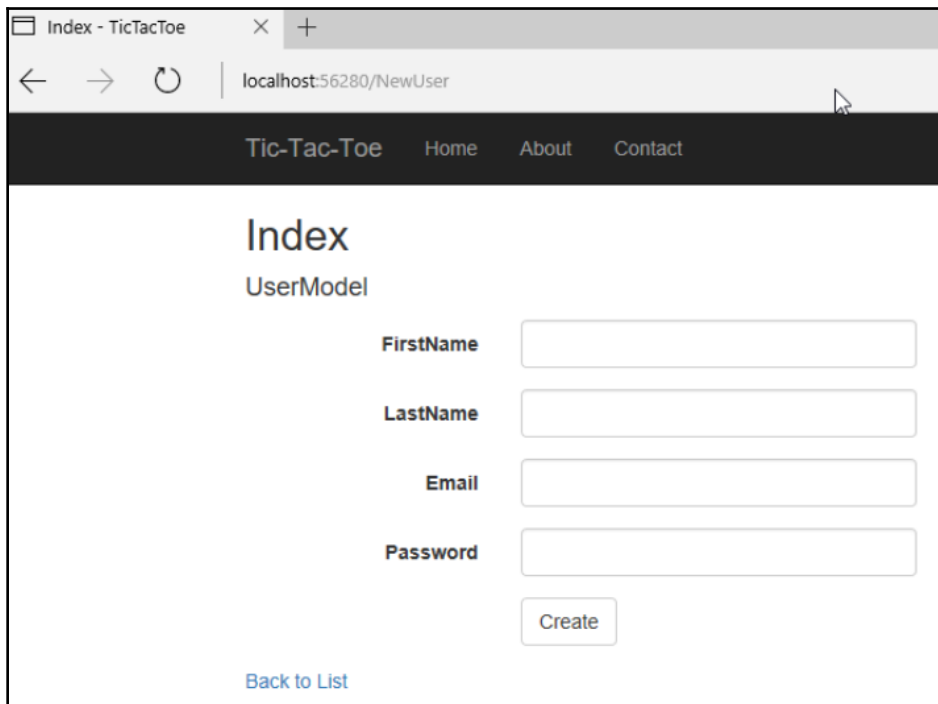 Index - TicTacToe
localhost:56280/NewUser
Tic-Tac-Toe Home About Contact
Index
UserModel
FirstName
LastName
Email
Password
Create
Back to List